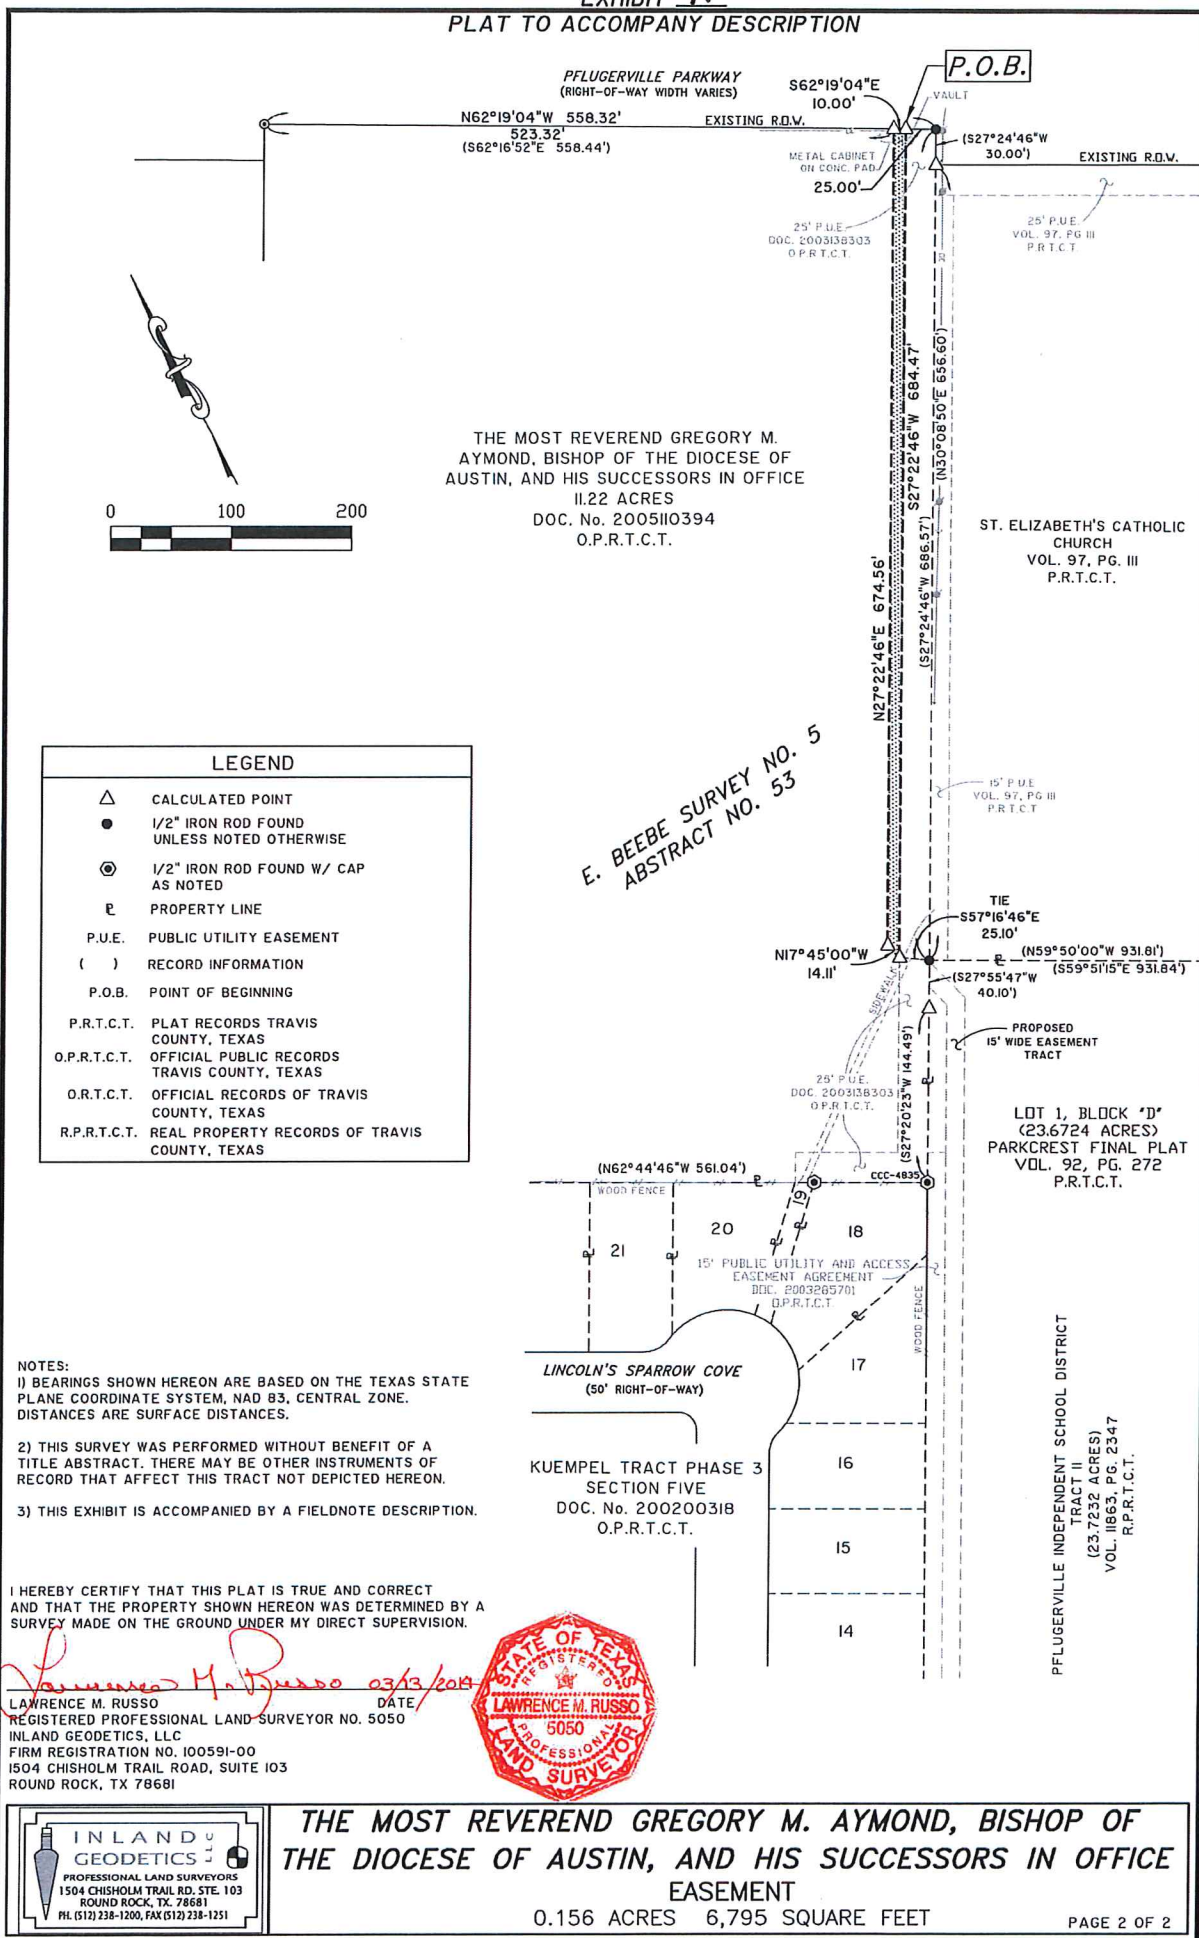 EXHIBIT
PLAT TO ACCOMPANY DESCRIPTION
P.O.B.
PFLUGERVILLE PARKWAY
(RIGHT-OF-WAY WIDTH VARIES)
S62°19'04"E
10.00'
VAULT
N62°19'04"W 558.32'
523.32'
(S62°16'52"E 558.44')
EXISTING R.O.W.
(S27°24'46"W
30.00')
EXISTING R.O.W.
METAL CABINET
ON CONC. PAD
25.00'
25' P.U.E.
DOC. 2003138303
O.P.R.T.C.T.
25' P.U.E.
VOL. 97, PG 111
P.R.T.C.T
THE MOST REVEREND GREGORY M.
AYMOND, BISHOP OF THE DIOCESE OF
AUSTIN, AND HIS SUCCESSORS IN OFFICE
11.22 ACRES
DOC. No. 2005110394
O.P.R.T.C.T.
0 100 200
N27°22'46"E 674.56'
S27°22'46"W 684.47'
(S27°24'46"W 686.57')
(N30°08'50"E 656.60')
ST. ELIZABETH'S CATHOLIC
CHURCH
VOL. 97, PG. 111
P.R.T.C.T.
E. BEEBE SURVEY NO. 5
ABSTRACT NO. 53
15' P.U.E
VOL. 97, PG 111
P.R.T.C.T
LEGEND
CALCULATED POINT
1/2" IRON ROD FOUND
UNLESS NOTED OTHERWISE
1/2" IRON ROD FOUND W/ CAP
AS NOTED
PROPERTY LINE
P.U.E. PUBLIC UTILITY EASEMENT
( ) RECORD INFORMATION
P.O.B. POINT OF BEGINNING
P.R.T.C.T. PLAT RECORDS TRAVIS
COUNTY, TEXAS
O.P.R.T.C.T. OFFICIAL PUBLIC RECORDS
TRAVIS COUNTY, TEXAS
O.R.T.C.T. OFFICIAL RECORDS OF TRAVIS
COUNTY, TEXAS
R.P.R.T.C.T. REAL PROPERTY RECORDS OF TRAVIS
COUNTY, TEXAS
TIE
S57°16'46"E
25.10'
N17°45'00"W
14.11'
(N59°50'00"W 931.81')
(S59°51'15"E 931.84')
(S27°55'47"W
40.10')
SIDEWALK
PROPOSED
15' WIDE EASEMENT
TRACT
25' P.U.E.
DOC. 2003138303
O.P.R.T.C.T.
(S27°20'23"W 144.49')
LOT 1, BLOCK "D"
(23.6724 ACRES)
PARKCREST FINAL PLAT
VOL. 92, PG. 272
P.R.T.C.T.
(N62°44'46"W 561.04')
CCC-4835
WOOD FENCE
19
20
18
21
15' PUBLIC UTILITY AND ACCESS
EASEMENT AGREEMENT
DOC. 2003285701
O.P.R.T.C.T.
WOOD FENCE
17
LINCOLN'S SPARROW COVE
(50' RIGHT-OF-WAY)
16
15
14
KUEMPEL TRACT PHASE 3
SECTION FIVE
DOC. No. 200200318
O.P.R.T.C.T.
PFLUGERVILLE INDEPENDENT SCHOOL DISTRICT
TRACT II
(23.7232 ACRES)
VOL. 11863, PG. 2347
R.P.R.T.C.T.
NOTES:
1) BEARINGS SHOWN HEREON ARE BASED ON THE TEXAS STATE
PLANE COORDINATE SYSTEM, NAD 83, CENTRAL ZONE.
DISTANCES ARE SURFACE DISTANCES.
2) THIS SURVEY WAS PERFORMED WITHOUT BENEFIT OF A
TITLE ABSTRACT. THERE MAY BE OTHER INSTRUMENTS OF
RECORD THAT AFFECT THIS TRACT NOT DEPICTED HEREON.
3) THIS EXHIBIT IS ACCOMPANIED BY A FIELDNOTE DESCRIPTION.
I HEREBY CERTIFY THAT THIS PLAT IS TRUE AND CORRECT
AND THAT THE PROPERTY SHOWN HEREON WAS DETERMINED BY A
SURVEY MADE ON THE GROUND UNDER MY DIRECT SUPERVISION.
Lawrence M. Russo 03/13/2014
LAWRENCE M. RUSSO DATE
REGISTERED PROFESSIONAL LAND SURVEYOR NO. 5050
INLAND GEODETICS, LLC
FIRM REGISTRATION NO. 100591-00
1504 CHISHOLM TRAIL ROAD, SUITE 103
ROUND ROCK, TX 78681
STATE OF TEXAS
REGISTERED
LAWRENCE M. RUSSO
5050
PROFESSIONAL
LAND SURVEYOR
INLAND
GEODETICS LLC
PROFESSIONAL LAND SURVEYORS
1504 CHISHOLM TRAIL RD. STE. 103
ROUND ROCK, TX. 78681
PH. (512) 238-1200, FAX (512) 238-1251
THE MOST REVEREND GREGORY M. AYMOND, BISHOP OF
THE DIOCESE OF AUSTIN, AND HIS SUCCESSORS IN OFFICE
EASEMENT
0.156 ACRES 6,795 SQUARE FEET
PAGE 2 OF 2